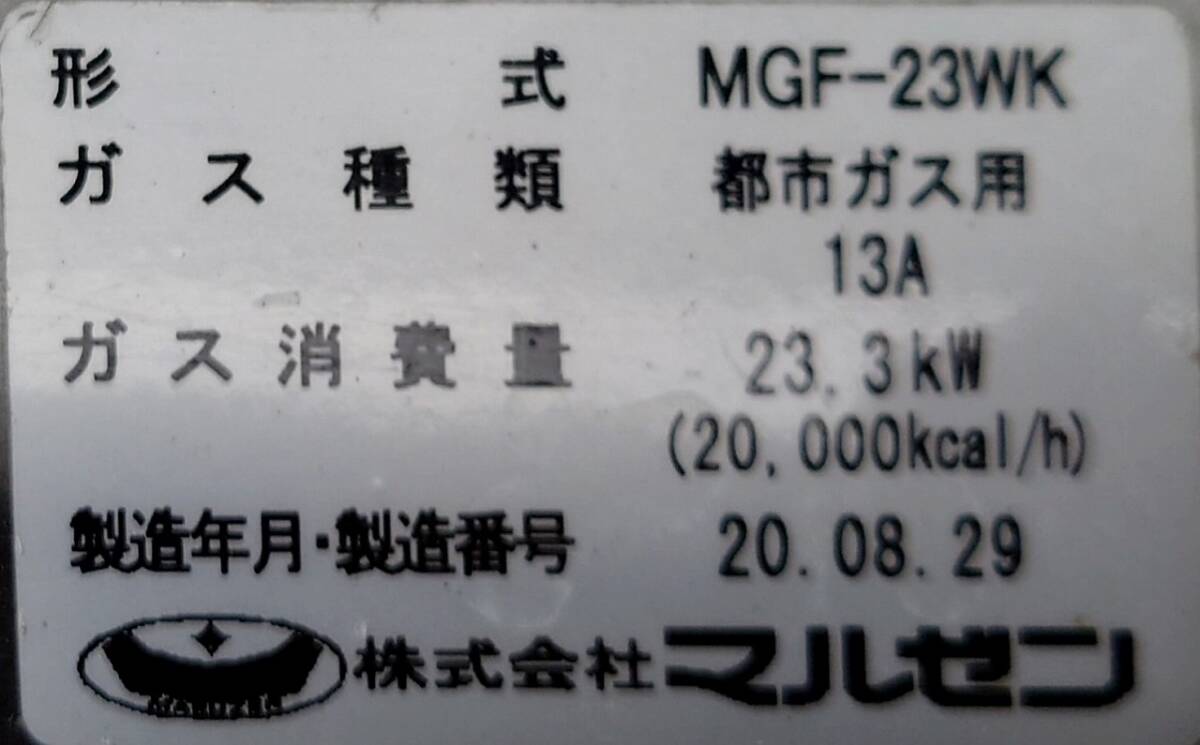 形式 MGF-23WK
ガス種類 都市ガス用
13A
ガス消費量 23.3kW
(20,000kcal/h)
製造年月・製造番号 20.08.29
MARUZEN
株式会社マルゼン